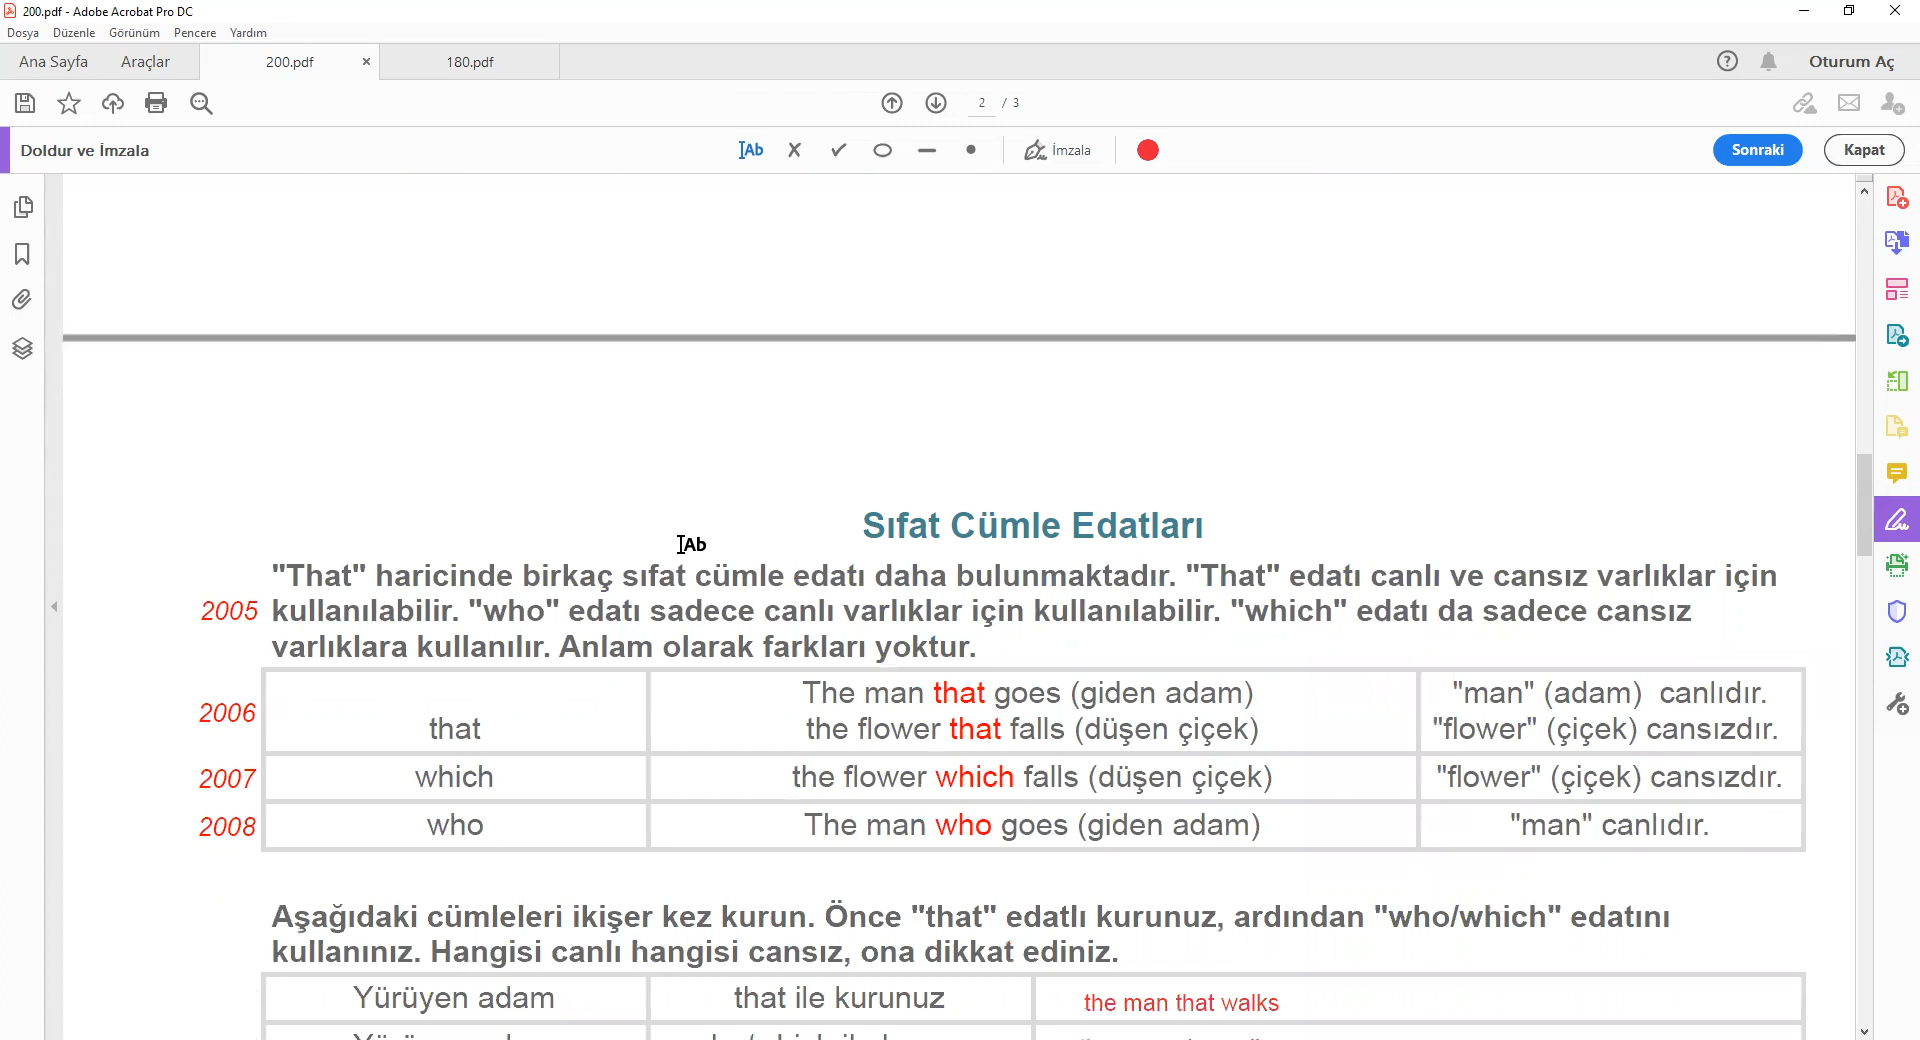 200.pdf - Adobe Acrobat Pro DC
Dosya Düzenle Görünüm Pencere Yardım
Ana Sayfa Araçlar 200.pdf × 180.pdf Oturum Aç
2 / 3
Doldur ve İmzala IAb İmzala Sonraki Kapat
Sıfat Cümle Edatları
IAb
"That" haricinde birkaç sıfat cümle edatı daha bulunmaktadır. "That" edatı canlı ve cansız varlıklar için
2005 kullanılabilir. "who" edatı sadece canlı varlıklar için kullanılabilir. "which" edatı da sadece cansız
varlıklara kullanılır. Anlam olarak farkları yoktur.
The man that goes (giden adam) "man" (adam) canlıdır.
2006 that the flower that falls (düşen çiçek) "flower" (çiçek) cansızdır.
2007 which the flower which falls (düşen çiçek) "flower" (çiçek) cansızdır.
2008 who The man who goes (giden adam) "man" canlıdır.
Aşağıdaki cümleleri ikişer kez kurun. Önce "that" edatlı kurunuz, ardından "who/which" edatını
kullanınız. Hangisi canlı hangisi cansız, ona dikkat ediniz.
Yürüyen adam that ile kurunuz the man that walks